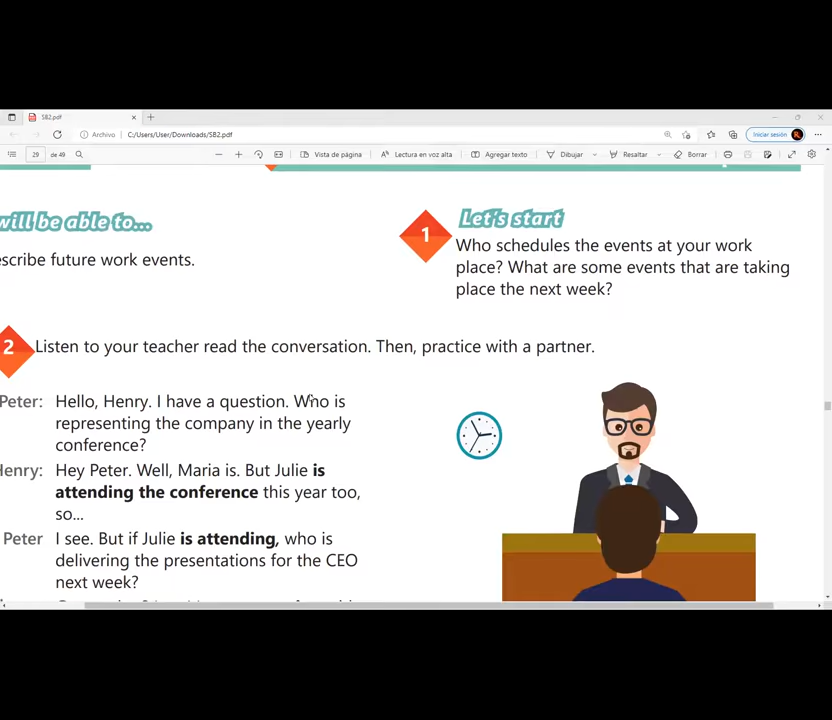 SB2.pdf
Archivo
C:/Users/User/Downloads/SB2.pdf
Iniciar sesión
29
de 49
Vista de página
Lectura en voz alta
Agregar texto
Dibujar
Resaltar
Borrar
will be able to...
escribe future work events.
1
Let's start
Who schedules the events at your work
place? What are some events that are taking
place the next week?
2
Listen to your teacher read the conversation. Then, practice with a partner.
Peter:
Hello, Henry. I have a question. Who is
representing the company in the yearly
conference?
Henry:
Hey Peter. Well, Maria is. But Julie is
attending the conference this year too,
so...
Peter
I see. But if Julie is attending, who is
delivering the presentations for the CEO
next week?